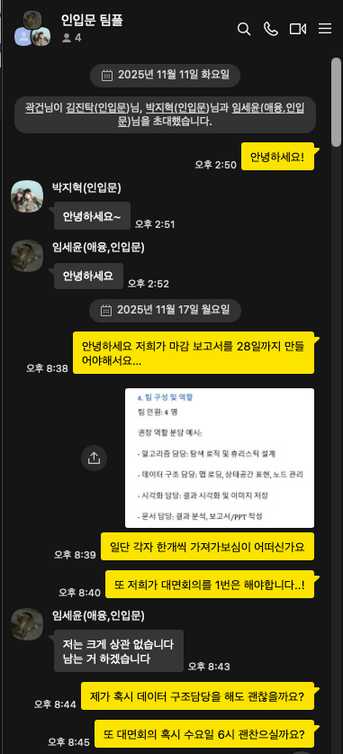 인입문 팀플
4
2025년 11월 11일 화요일
곽건님이 김진탁(인입문)님, 박지혁(인입문)님과 임세윤(애융,인입
문)님을 초대했습니다.
안녕하세요!
오후 2:50
박지혁(인입문)
안녕하세요~
오후 2:51
임세윤(애융,인입문)
안녕하세요
오후 2:52
2025년 11월 17일 월요일
안녕하세요 저희가 마감 보고서를 28일까지 만들
어야해서요...
오후 8:38
4. 팀 구성 및 역할
팀 인원: 4 명
권장 역할 분담 예시:
- 알고리즘 담당: 탐색 로직 및 휴리스틱 설계
- 데이터 구조 담당: 맵 로딩, 상태공간 표현, 노드 관리
- 시각화 담당: 결과 시각화 및 이미지 저장
- 문서 담당: 결과 분석, 보고서/PPT 작성
일단 각자 한개씩 가져가보심이 어떠신가요
오후 8:39
또 저희가 대면회의를 1번은 해야합니다..!
오후 8:40
임세윤(애융,인입문)
저는 크게 상관 없습니다
남는 거 하겠습니다
오후 8:43
제가 혹시 데이터 구조담당을 해도 괜찮을까요?
오후 8:44
또 대면회의 혹시 수요일 6시 괜찬으실까요?
오후 8:45